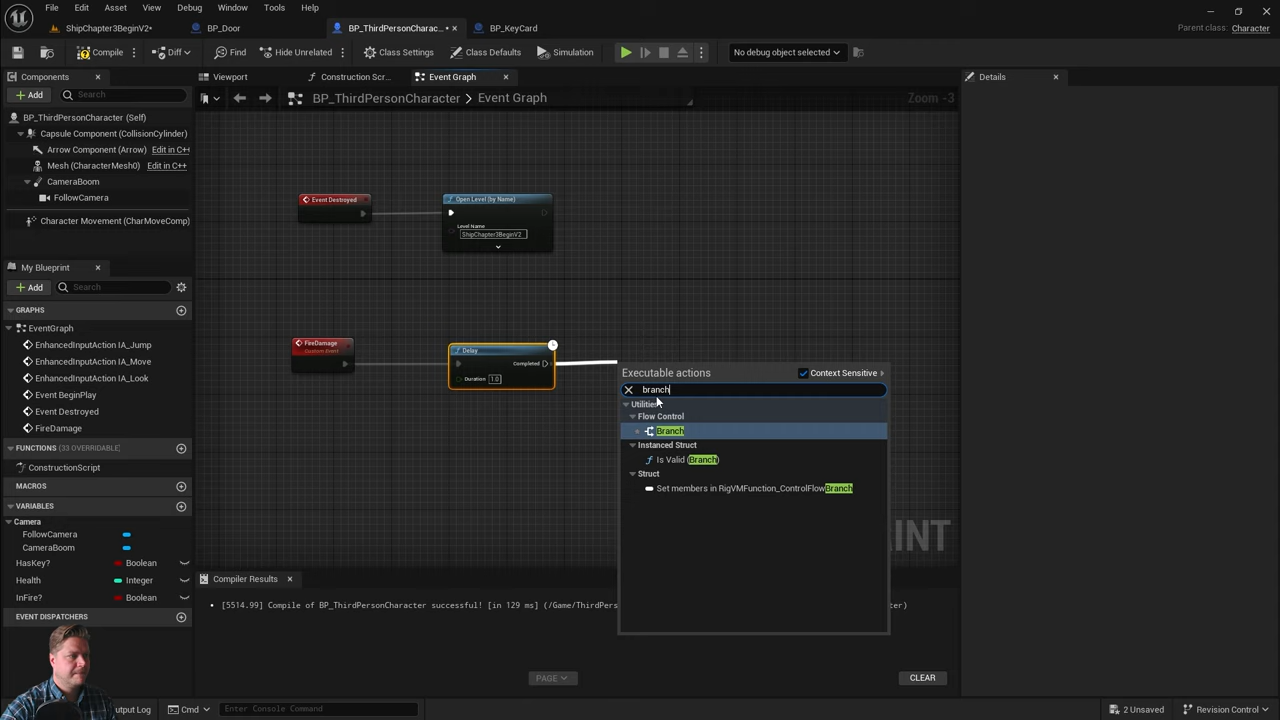 File Edit Asset View Debug Window Tools Help
ShipChapter3BeginV2•
BP_Door
BP_ThirdPersonCharac...•
BP_KeyCard
Parent class: Character
Compile
Diff
Find
Hide Unrelated
Class Settings
Class Defaults
Simulation
No debug object selected
Components
Viewport
Construction Scr...
Event Graph
Details
Add
Search
BP_ThirdPersonCharacter > Event Graph
Zoom -3
BP_ThirdPersonCharacter (Self)
Capsule Component (CollisionCylinder)
Arrow Component (Arrow) Edit in C++
Mesh (CharacterMesh0) Edit in C++
CameraBoom
FollowCamera
Character Movement (CharMoveComp)
My Blueprint
Add
Search
GRAPHS
EventGraph
EnhancedInputAction IA_Jump
EnhancedInputAction IA_Move
EnhancedInputAction IA_Look
Event BeginPlay
Event Destroyed
FireDamage
FUNCTIONS (33 OVERRIDABLE)
ConstructionScript
MACROS
VARIABLES
Camera
FollowCamera
CameraBoom
HasKey? Boolean
Health Integer
InFire? Boolean
EVENT DISPATCHERS
Event Destroyed
Open Level (by Name)
Level Name
ShipChapter3BeginV2
FireDamage
Custom Event
Delay
Completed
Duration 1.0
Executable actions
Context Sensitive
branch
Utilities
Flow Control
Branch
Instanced Struct
Is Valid (Branch)
Struct
Set members in RigVMFunction_ControlFlowBranch
Compiler Results
[5514.99] Compile of BP_ThirdPersonCharacter successful! [in 129 ms] (/Game/ThirdPers
PAGE
CLEAR
utput Log
Cmd
Enter Console Command
2 Unsaved
Revision Control